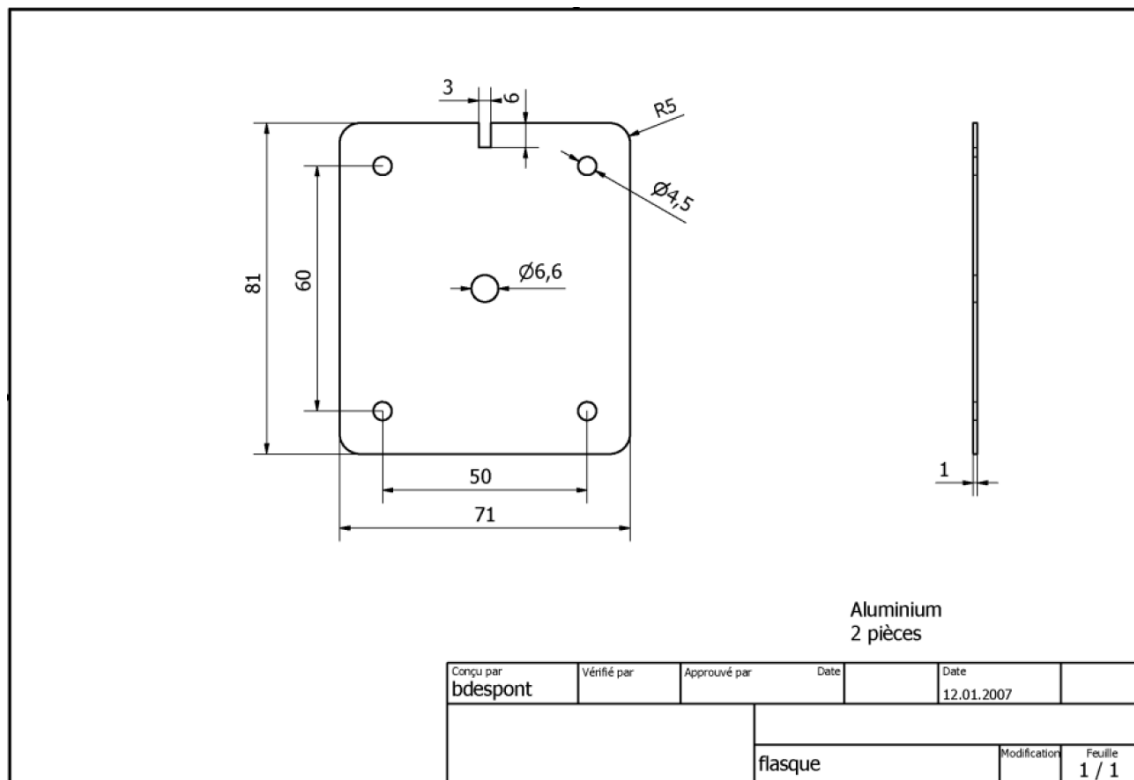 3
6
R5
Ø4,5
81
60
Ø6,6
50
71
1
Aluminium
2 pièces
Conçu par
bdespont
Vérifié par
Approuvé par
Date
Date
12.01.2007
flasque
Modification
Feuille
1 / 1